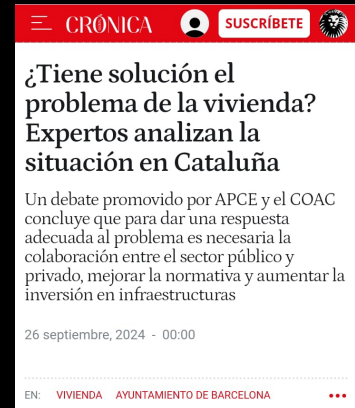 CRÓNICA
SUSCRÍBETE
¿Tiene solución el
problema de la vivienda?
Expertos analizan la
situación en Cataluña
Un debate promovido por APCE y el COAC
concluye que para dar una respuesta
adecuada al problema es necesaria la
colaboración entre el sector público y
privado, mejorar la normativa y aumentar la
inversión en infraestructuras
26 septiembre, 2024 - 00:00
EN: VIVIENDA AYUNTAMIENTO DE BARCELONA